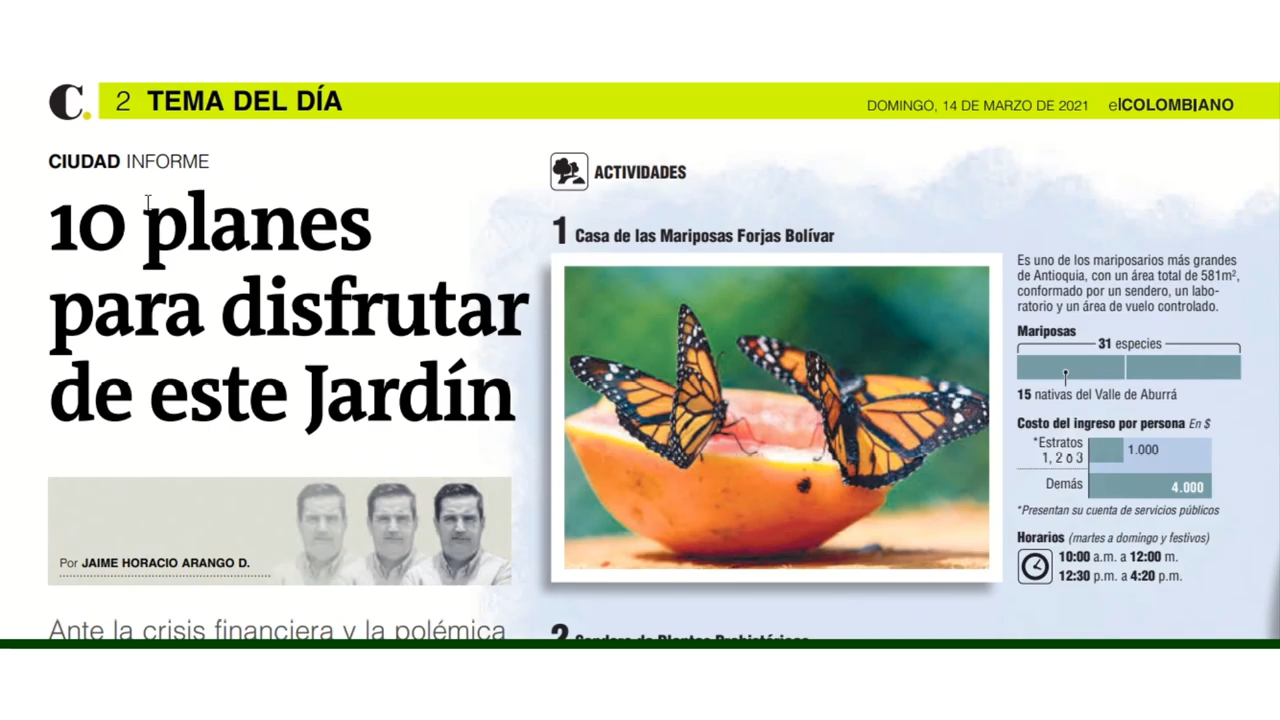 C.
2 TEMA DEL DÍA
DOMINGO, 14 DE MARZO DE 2021 elCOLOMBIANO
CIUDAD INFORME
10 planes
para disfrutar
de este Jardín
Por JAIME HORACIO ARANGO D.
Ante la crisis financiera y la polémica
ACTIVIDADES
1 Casa de las Mariposas Forjas Bolívar
Es uno de los mariposarios más grandes
de Antioquia, con un área total de 581m²,
conformado por un sendero, un labo-
ratorio y un área de vuelo controlado.
Mariposas
31 especies
15 nativas del Valle de Aburrá
Costo del ingreso por persona En $
*Estratos
1, 2 o 3
1.000
Demás
4.000
*Presentan su cuenta de servicios públicos
Horarios (martes a domingo y festivos)
10:00 a.m. a 12:00 m.
12:30 p.m. a 4:20 p.m.
2 Sendero de Plantas Prehistóricas